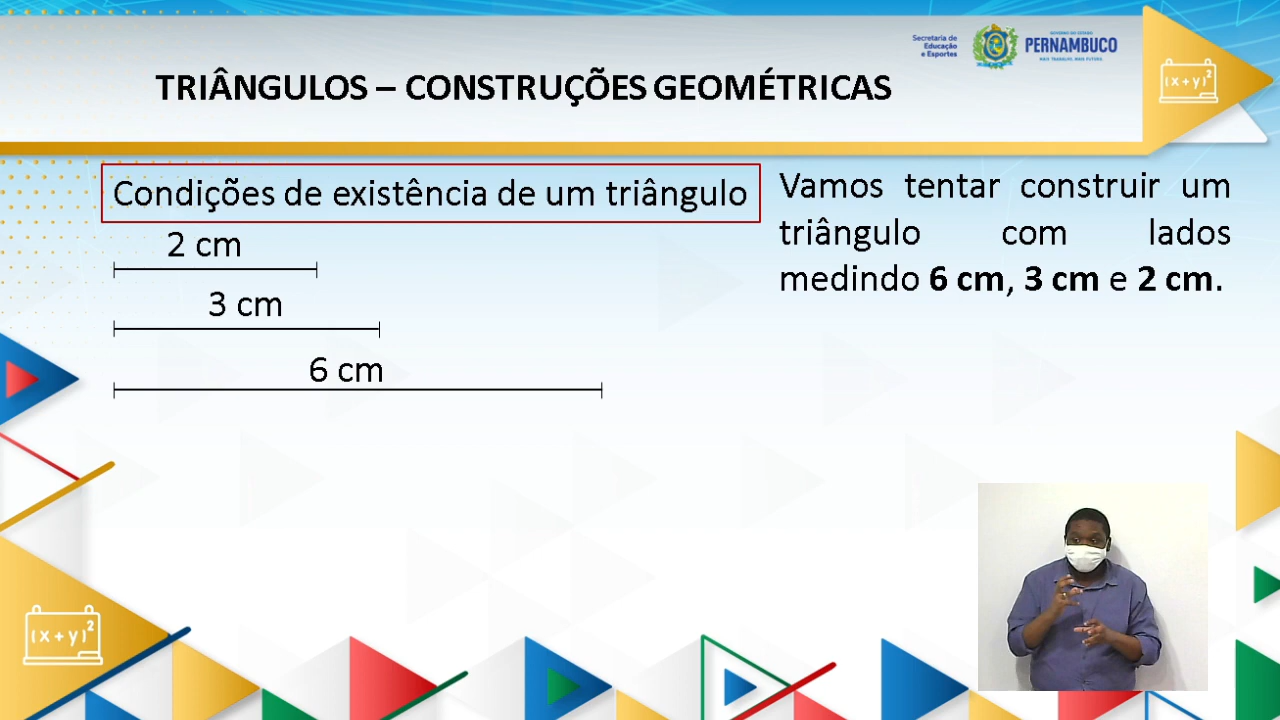 Secretaria de
Educação
e Esportes
GOVERNO DO ESTADO
PERNAMBUCO
MAIS TRABALHO, MAIS FUTURO.
(x+y)²
TRIÂNGULOS – CONSTRUÇÕES GEOMÉTRICAS
Condições de existência de um triângulo
2 cm
3 cm
6 cm
Vamos tentar construir um
triângulo com lados
medindo 6 cm, 3 cm e 2 cm.
(x+y)²